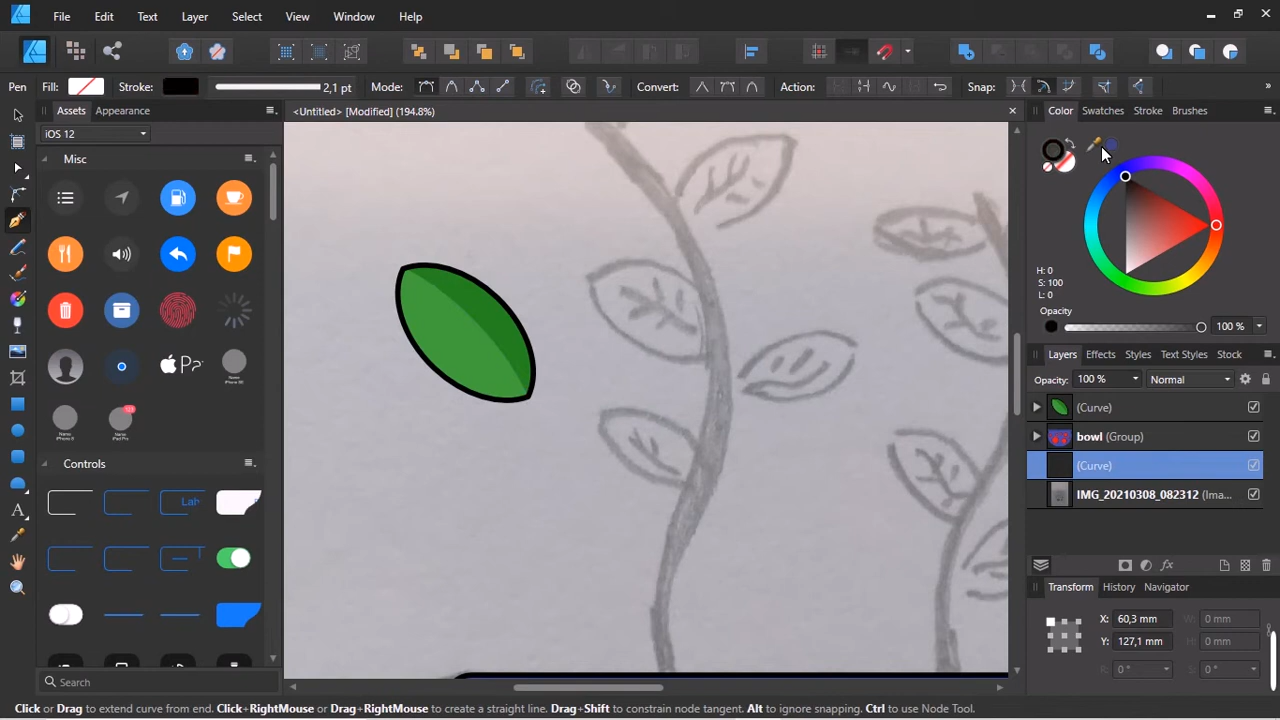 File Edit Text Layer Select View Window Help
Pen Fill: Stroke: 2,1 pt Mode: Convert: Action: Snap: »
Assets Appearance
<Untitled> [Modified] (194.8%)
Color Swatches Stroke Brushes
iOS 12
Misc
H: 0
S: 100
L: 0
Opacity
100 %
Layers Effects Styles Text Styles Stock
Opacity: 100 % Normal
(Curve)
bowl (Group)
(Curve)
IMG_20210308_082312 (Ima...
Controls
Label
Transform History Navigator
X: 60,3 mm W: 0 mm
Y: 127,1 mm H: 0 mm
R: 0 ° S: 0 °
Search
Click or Drag to extend curve from end. Click+RightMouse or Drag+RightMouse to create a straight line. Drag+Shift to constrain node tangent. Alt to ignore snapping. Ctrl to use Node Tool.